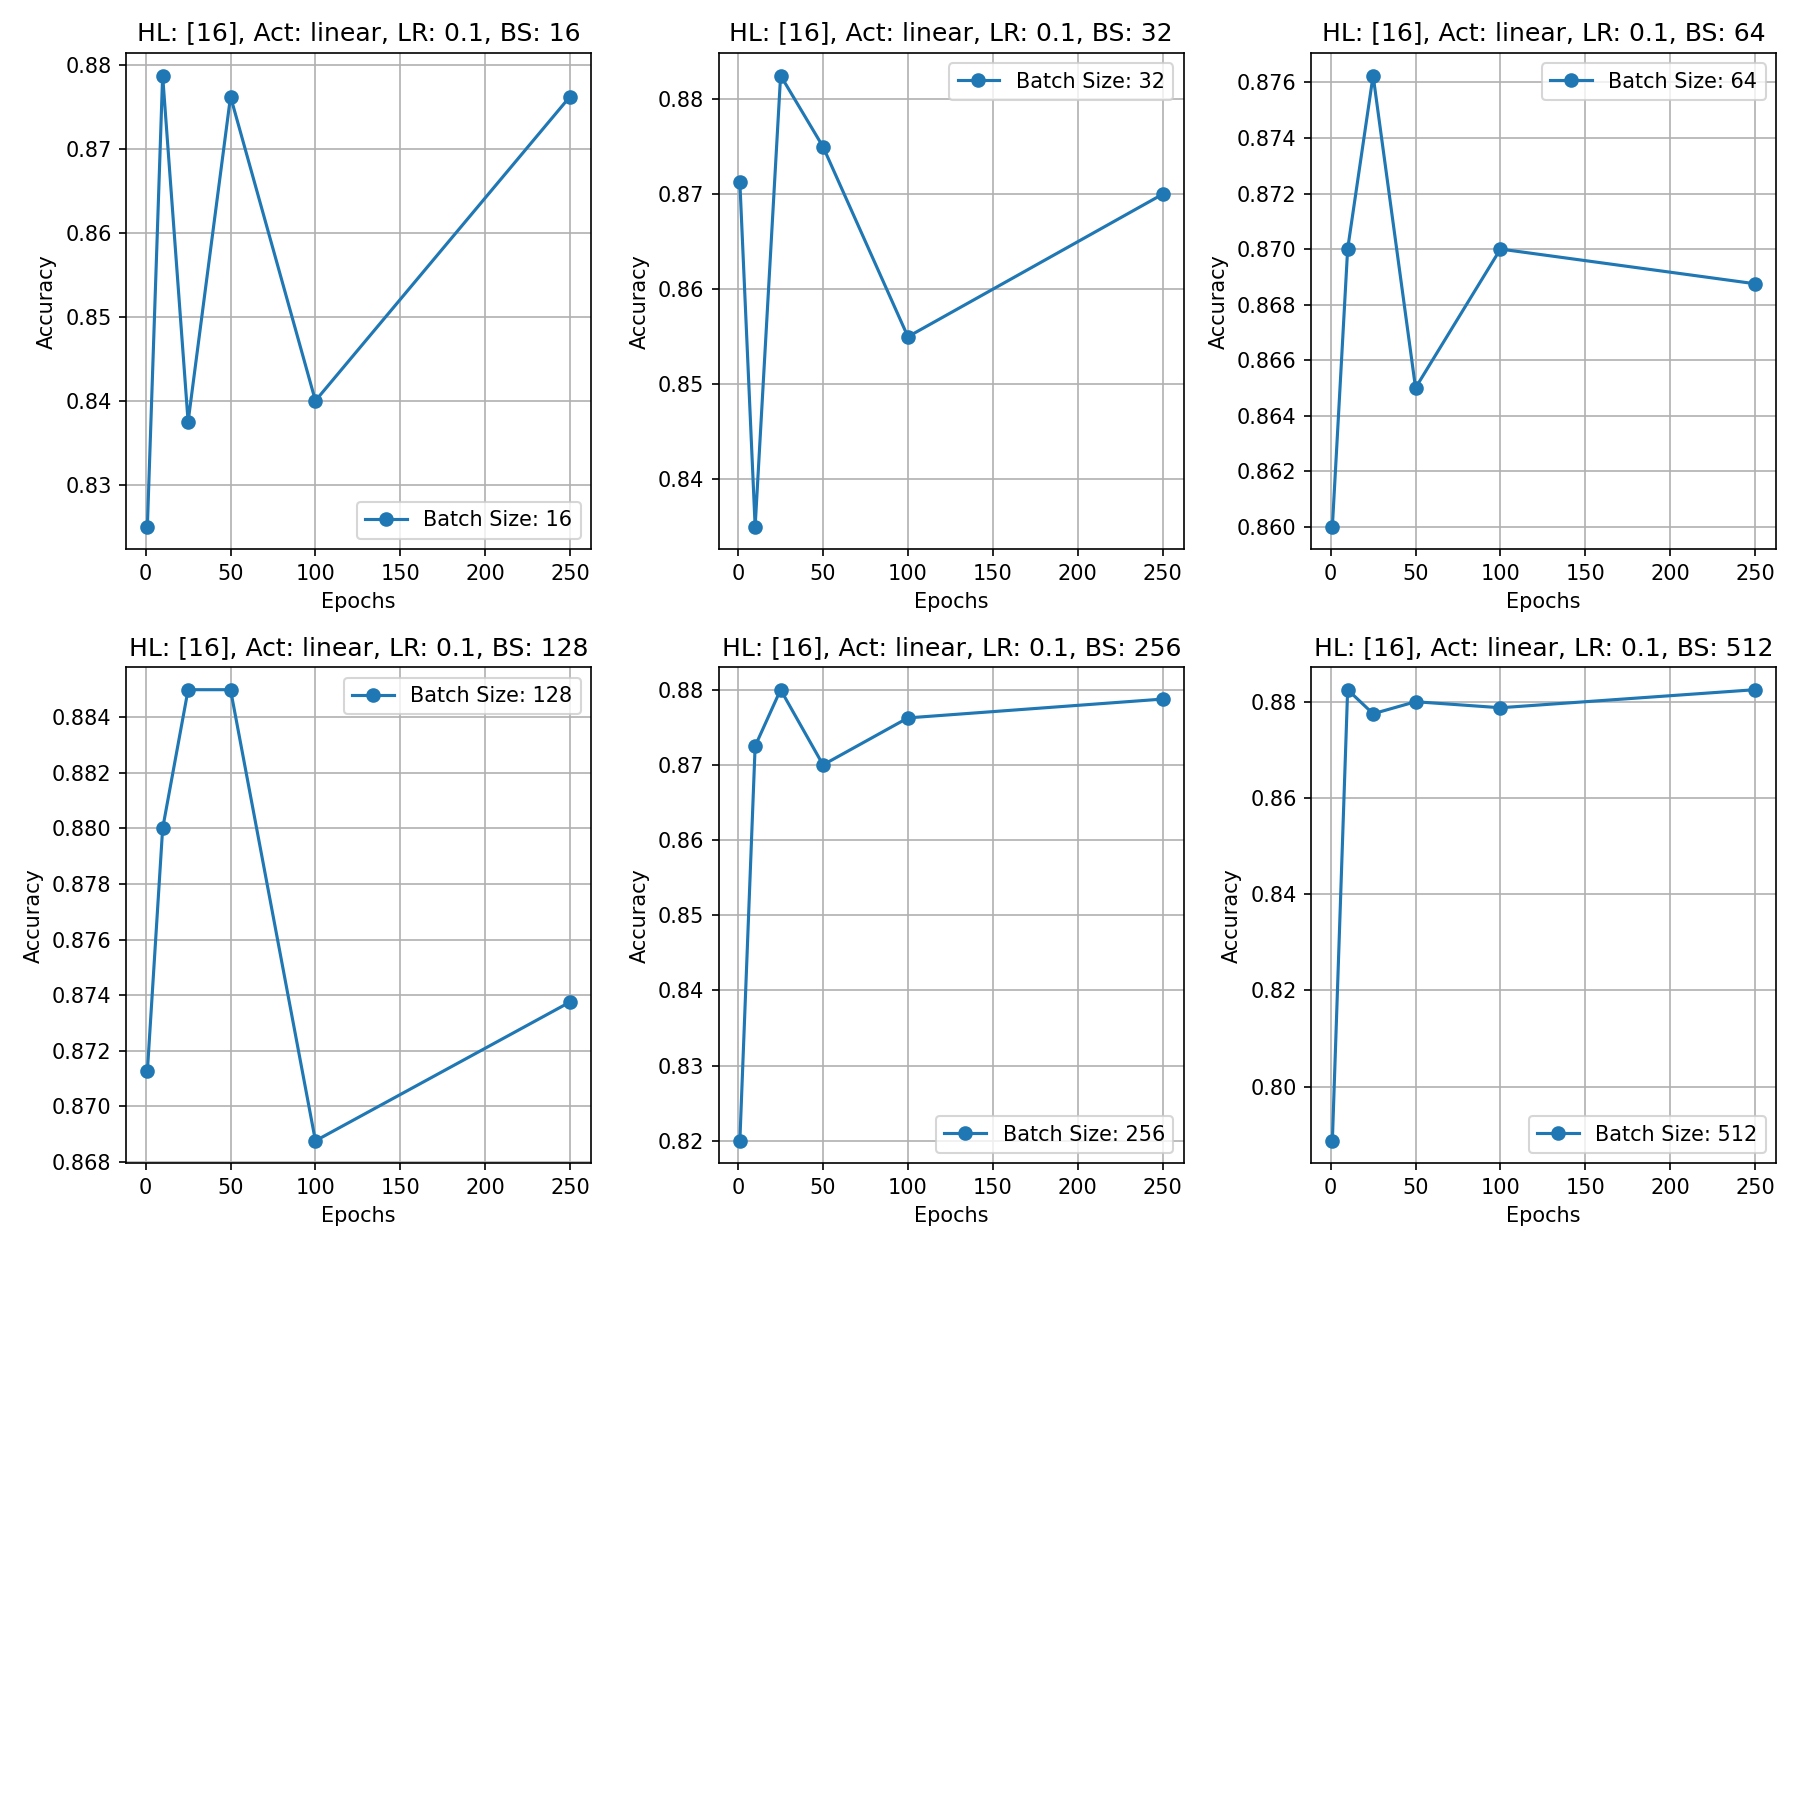 HL: [16], Act: linear, LR: 0.1, BS: 16
0.88
0.87
0.86
0.85
0.84
0.83
Accuracy
Batch Size: 16
0 50 100 150 200 250
Epochs
HL: [16], Act: linear, LR: 0.1, BS: 32
0.88
0.87
0.86
0.85
0.84
Accuracy
Batch Size: 32
0 50 100 150 200 250
Epochs
HL: [16], Act: linear, LR: 0.1, BS: 64
0.876
0.874
0.872
0.870
0.868
0.866
0.864
0.862
0.860
Accuracy
Batch Size: 64
0 50 100 150 200 250
Epochs
HL: [16], Act: linear, LR: 0.1, BS: 128
0.884
0.882
0.880
0.878
0.876
0.874
0.872
0.870
0.868
Accuracy
Batch Size: 128
0 50 100 150 200 250
Epochs
HL: [16], Act: linear, LR: 0.1, BS: 256
0.88
0.87
0.86
0.85
0.84
0.83
0.82
Accuracy
Batch Size: 256
0 50 100 150 200 250
Epochs
HL: [16], Act: linear, LR: 0.1, BS: 512
0.88
0.86
0.84
0.82
0.80
Accuracy
Batch Size: 512
0 50 100 150 200 250
Epochs